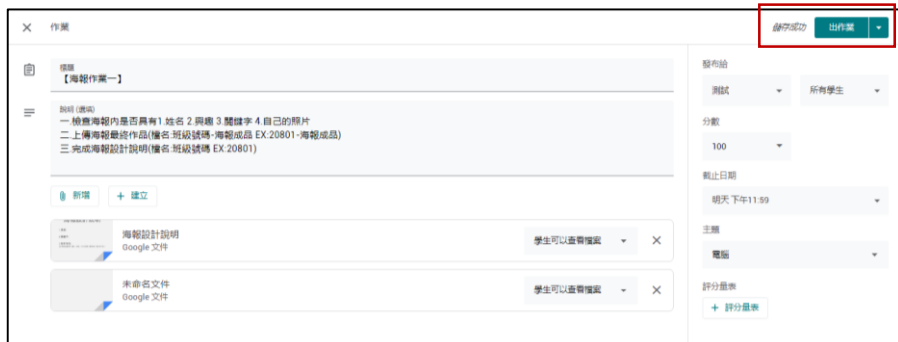 作業
儲存成功
出作業
標題
【海報作業一】
說明 (選填)
一.檢查海報內是否具有1.姓名 2.興趣 3.關鍵字 4.自己的照片
二.上傳海報最終作品(檔名:班級號碼-海報成品 EX:20801-海報成品)
三.完成海報設計說明(檔名:班級號碼 EX:20801)
新增
建立
海報設計說明
Google 文件
學生可以查看檔案
未命名文件
Google 文件
學生可以查看檔案
發布給
測試
所有學生
分數
100
截止日期
明天 下午11:59
主題
電腦
評分量表
+ 評分量表